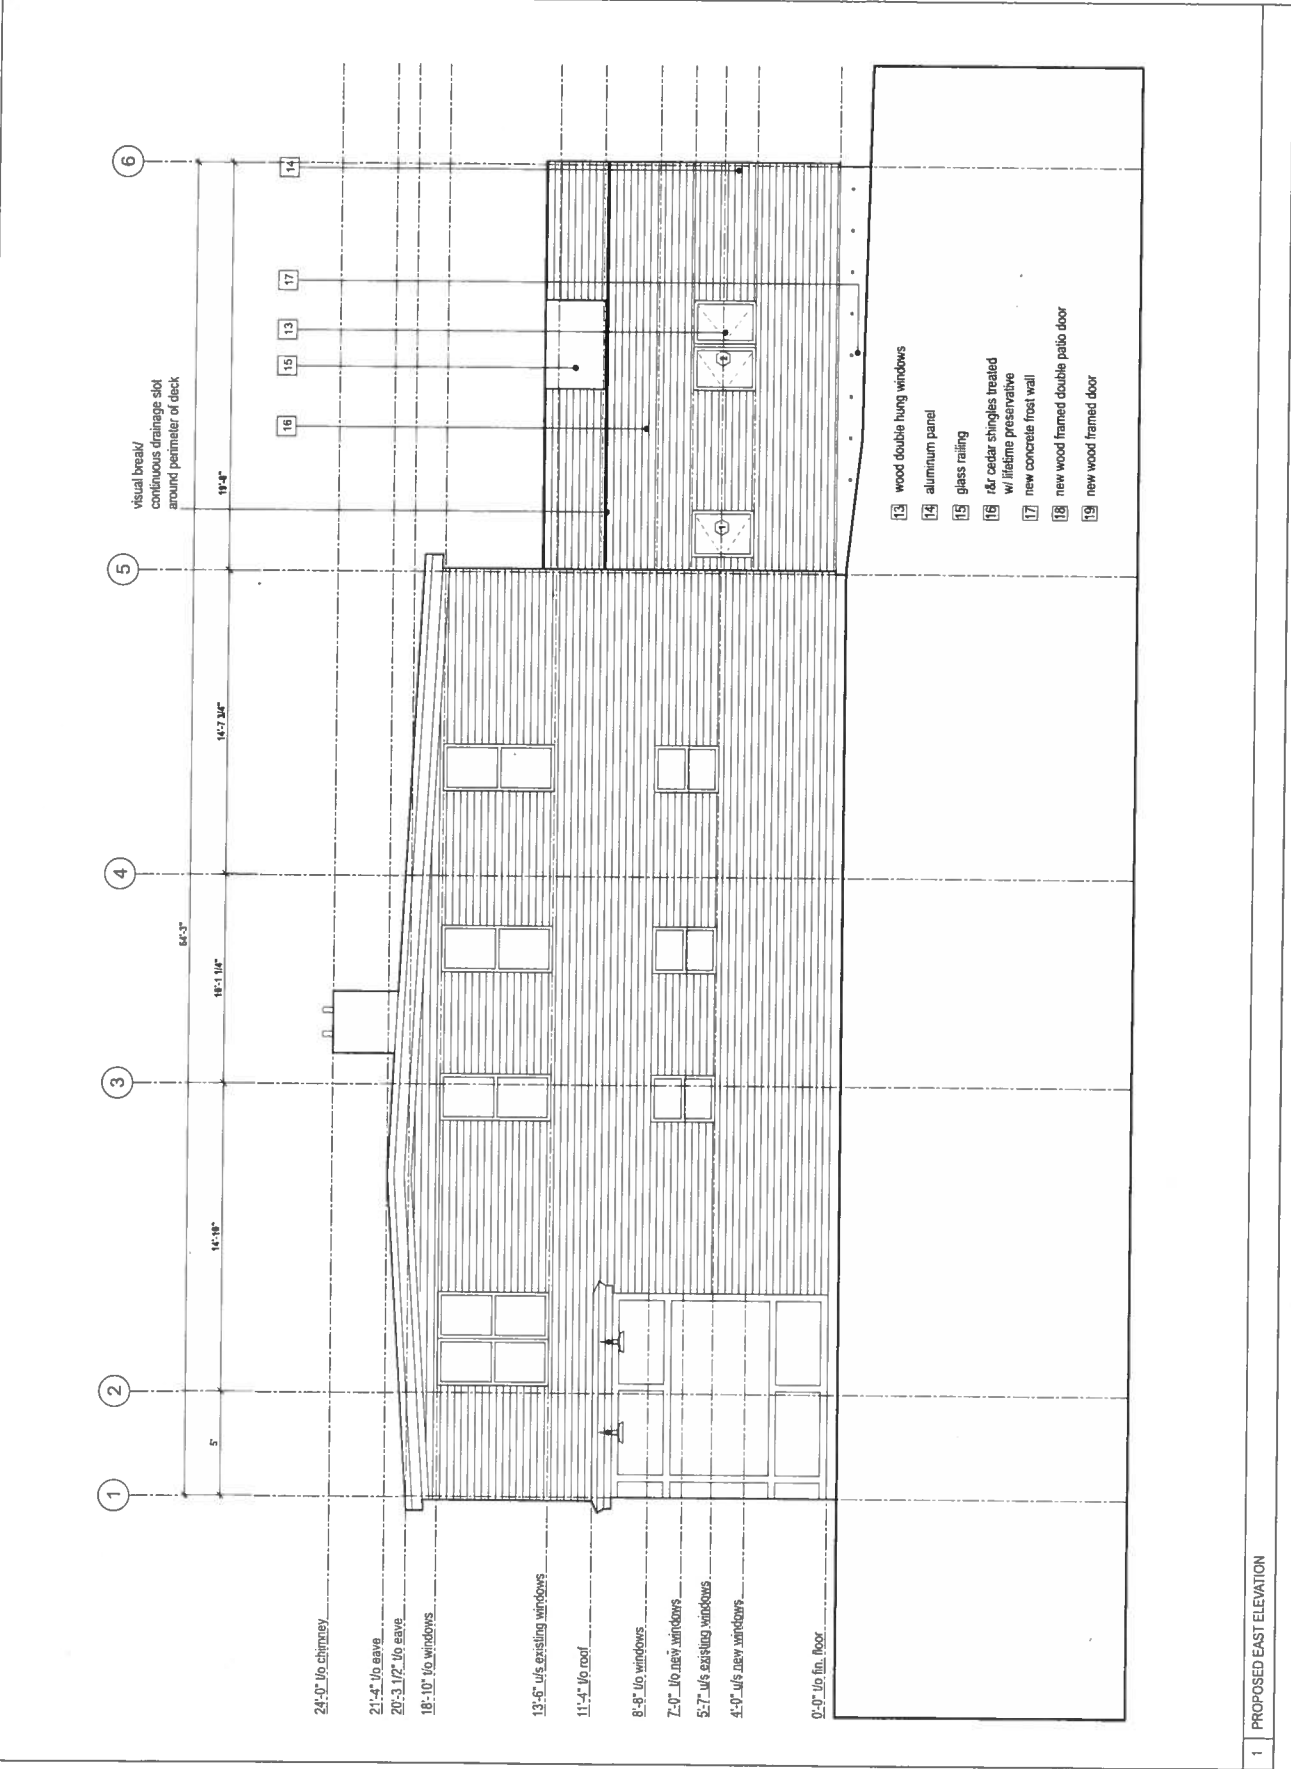 1
2
3
4
5
6
64'-3"
5'
14'-10"
10'-1 1/4"
14'-7 3/4"
19'-8"
visual break/
continuous drainage slot
around perimeter of deck
16
15
13
17
14
24'-0" t/o chimney
21'-4" t/o eave
20'-3 1/2" t/o eave
18'-10" t/o windows
13'-6" u/s existing windows
11'-4" t/o roof
8'-8" t/o windows
7'-0" t/o new windows
5'-7" u/s existing windows
4'-0" u/s new windows
0'-0" t/o fin. floor
1
2
13 wood double hung windows
14 aluminum panel
15 glass railing
16 r&r cedar shingles treated
w/ lifetime preservative
17 new concrete frost wall
18 new wood framed double patio door
19 new wood framed door
1 PROPOSED EAST ELEVATION